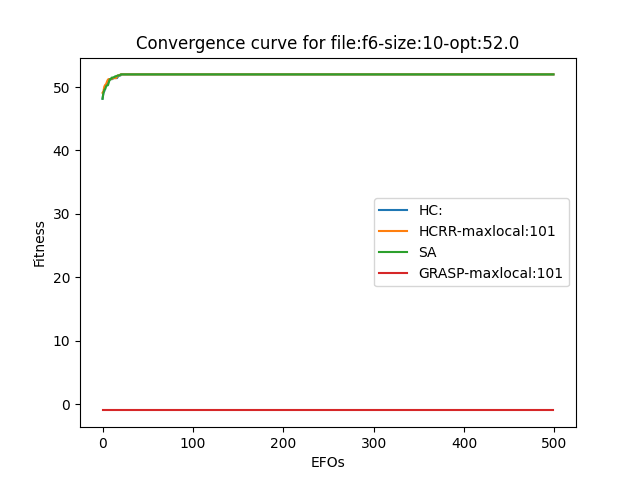 Convergence curve for file:f6-size:10-opt:52.0
50
40
30
20
10
0
Fitness
HC:
HCRR-maxlocal:101
SA
GRASP-maxlocal:101
0 100 200 300 400 500
EFOs